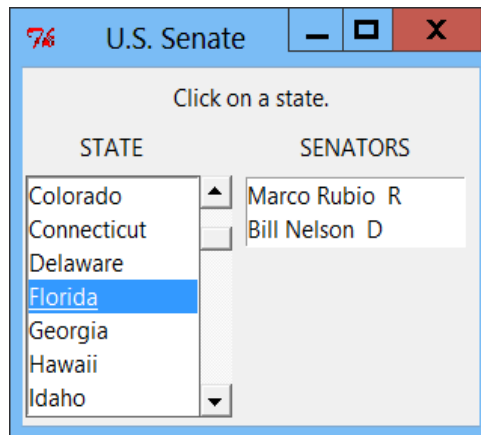 U.S. Senate
Click on a state.
STATE
SENATORS
Colorado
Connecticut
Delaware
Florida
Georgia
Hawaii
Idaho
Marco Rubio R
Bill Nelson D